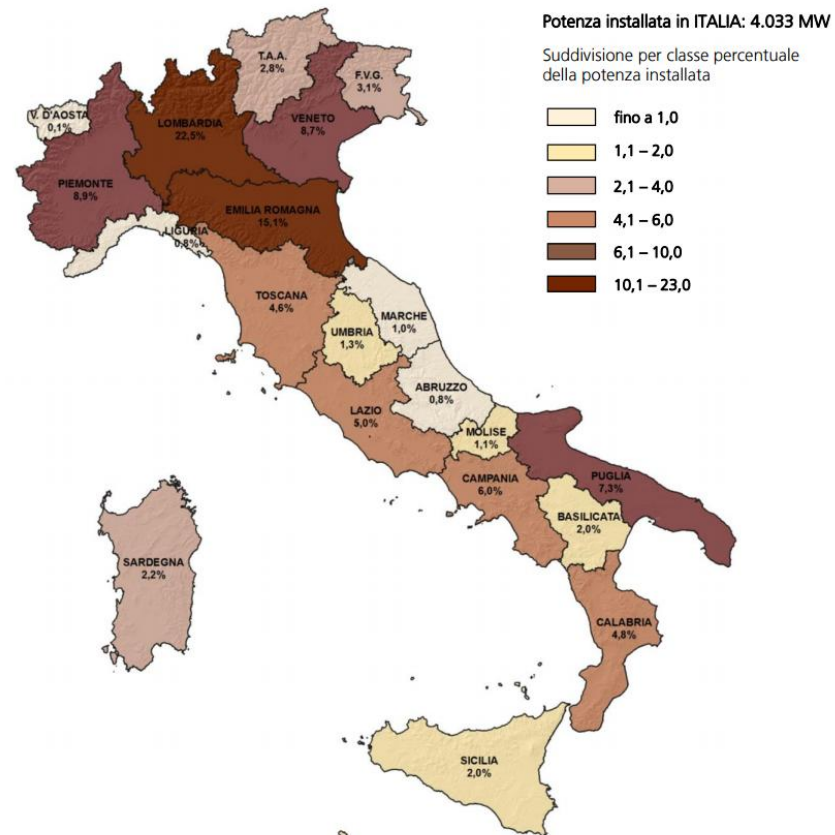 Potenza installata in ITALIA: 4.033 MW
Suddivisione per classe percentuale
della potenza installata
fino a 1,0
1,1 – 2,0
2,1 – 4,0
4,1 – 6,0
6,1 – 10,0
10,1 – 23,0
T.A.A.
2,8%
F.V.G.
3,1%
V. D'AOSTA
0,1%
LOMBARDIA
22,5%
VENETO
8,7%
PIEMONTE
8,9%
EMILIA ROMAGNA
15,1%
LIGURIA
0,8%
TOSCANA
4,6%
MARCHE
1,0%
UMBRIA
1,3%
ABRUZZO
0,8%
LAZIO
5,0%
MOLISE
1,1%
CAMPANIA
6,0%
PUGLIA
7,3%
BASILICATA
2,0%
SARDEGNA
2,2%
CALABRIA
4,8%
SICILIA
2,0%